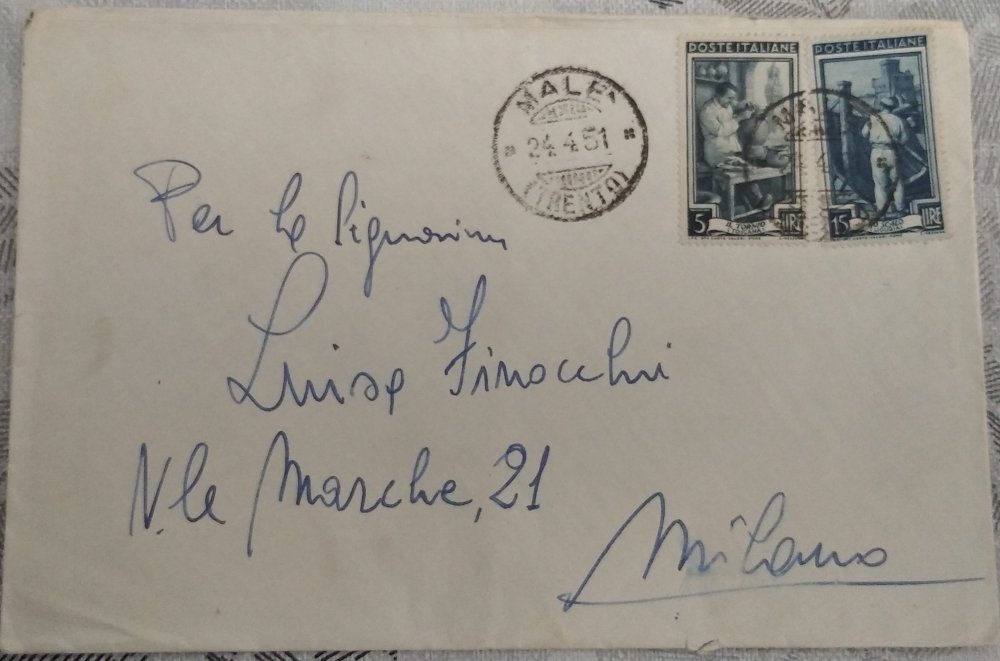 POSTE ITALIANE
5 LIRE
POSTE ITALIANE
15 LIRE
MALE'
24.4.51
(TRENTO)
Per la Signorina
Luisa Finocchi
V.le Marche, 21
Milano